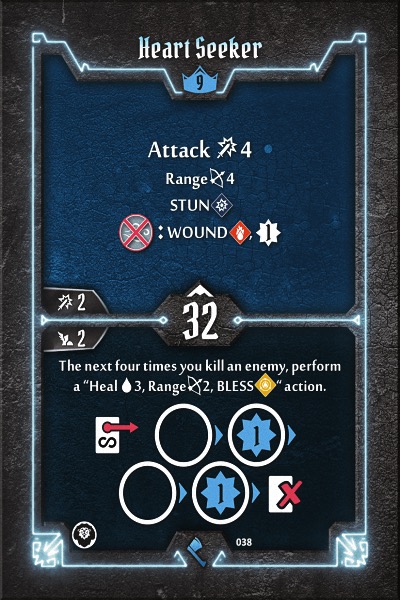 Heart Seeker
9
Attack 4
Range 4
STUN
: WOUND , 1
2
32
2
The next four times you kill an enemy, perform
a “Heal 3, Range 2, BLESS “ action.
1
1
038